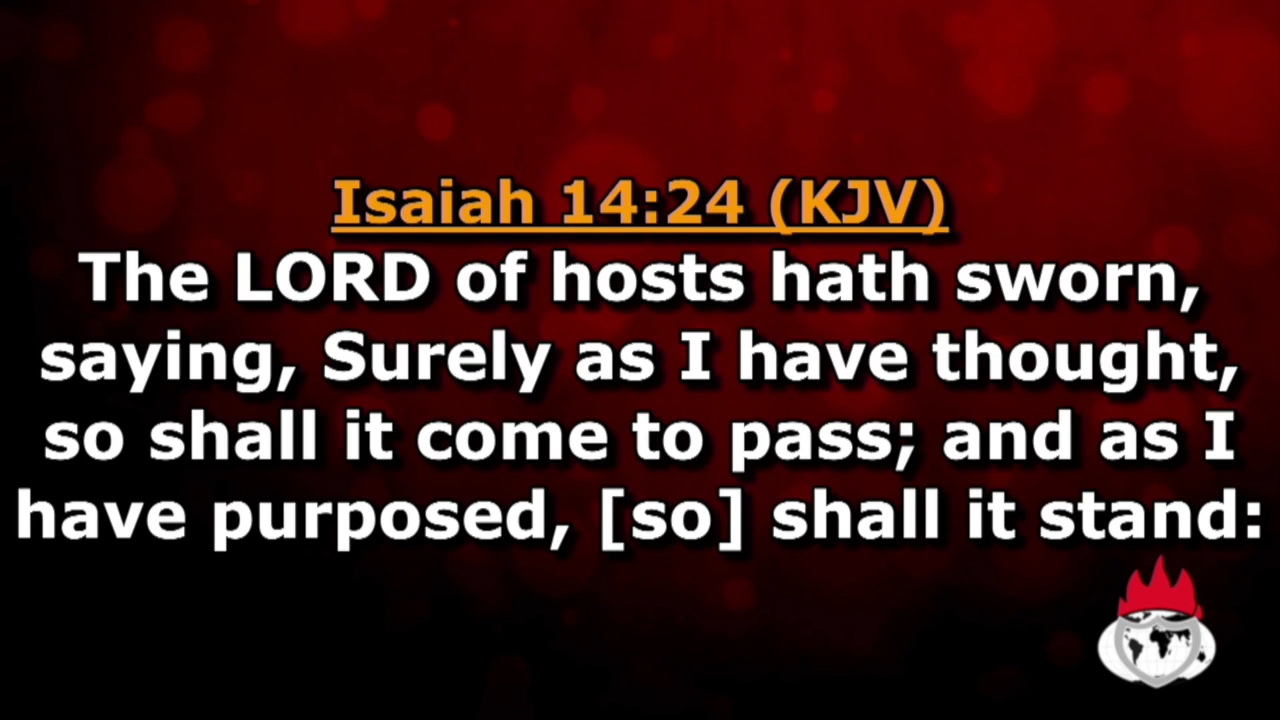 Isaiah 14:24 (KJV)
The LORD of hosts hath sworn,
saying, Surely as I have thought,
so shall it come to pass; and as I
have purposed, [so] shall it stand: